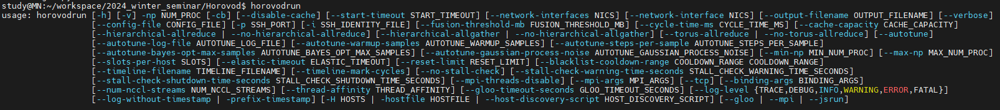 study@MN:~/workspace/2024_winter_seminar/Horovod$ horovodrun
usage: horovodrun [-h] [-v] -np NUM_PROC [-cb] [--disable-cache] [--start-timeout START_TIMEOUT] [--network-interfaces NICS] [--network-interface NICS] [--output-filename OUTPUT_FILENAME] [--verbose]
[--config-file CONFIG_FILE] [-p SSH_PORT] [-i SSH_IDENTITY_FILE] [--fusion-threshold-mb FUSION_THRESHOLD_MB] [--cycle-time-ms CYCLE_TIME_MS] [--cache-capacity CACHE_CAPACITY]
[--hierarchical-allreduce | --no-hierarchical-allreduce] [--hierarchical-allgather | --no-hierarchical-allgather] [--torus-allreduce | --no-torus-allreduce] [--autotune]
[--autotune-log-file AUTOTUNE_LOG_FILE] [--autotune-warmup-samples AUTOTUNE_WARMUP_SAMPLES] [--autotune-steps-per-sample AUTOTUNE_STEPS_PER_SAMPLE]
[--autotune-bayes-opt-max-samples AUTOTUNE_BAYES_OPT_MAX_SAMPLES] [--autotune-gaussian-process-noise AUTOTUNE_GAUSSIAN_PROCESS_NOISE] [--min-np MIN_NUM_PROC] [--max-np MAX_NUM_PROC]
[--slots-per-host SLOTS] [--elastic-timeout ELASTIC_TIMEOUT] [--reset-limit RESET_LIMIT] [--blacklist-cooldown-range COOLDOWN_RANGE COOLDOWN_RANGE]
[--timeline-filename TIMELINE_FILENAME] [--timeline-mark-cycles] [--no-stall-check] [--stall-check-warning-time-seconds STALL_CHECK_WARNING_TIME_SECONDS]
[--stall-check-shutdown-time-seconds STALL_CHECK_SHUTDOWN_TIME_SECONDS] [--mpi-threads-disable] [--mpi-args MPI_ARGS] [--tcp] [--binding-args BINDING_ARGS]
[--num-nccl-streams NUM_NCCL_STREAMS] [--thread-affinity THREAD_AFFINITY] [--gloo-timeout-seconds GLOO_TIMEOUT_SECONDS] [--log-level {TRACE,DEBUG,INFO,WARNING,ERROR,FATAL}]
[--log-without-timestamp | -prefix-timestamp] [-H HOSTS | -hostfile HOSTFILE | --host-discovery-script HOST_DISCOVERY_SCRIPT] [--gloo | --mpi | --jsrun]